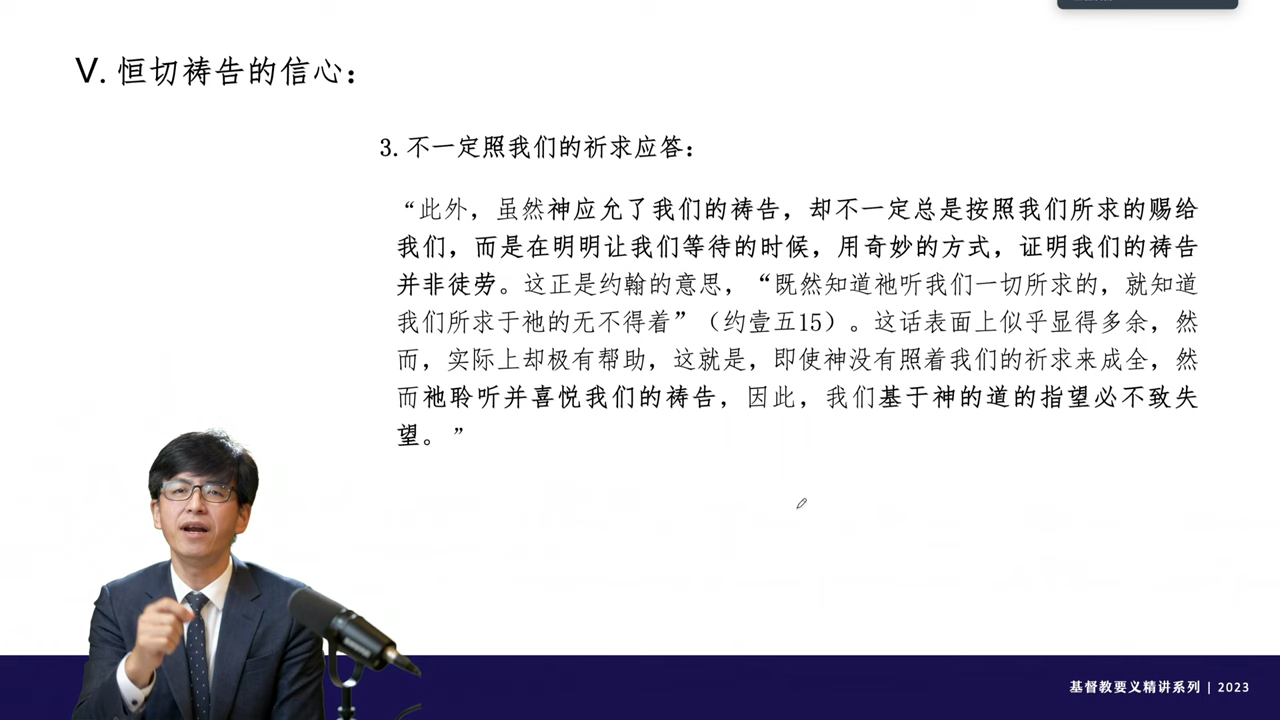 V. 恒切祷告的信心：
3. 不一定照我们的祈求应答：
“此外，虽然神应允了我们的祷告，却不一定总是按照我们所求的赐给
我们，而是在明明让我们等待的时候，用奇妙的方式，证明我们的祷告
并非徒劳。这正是约翰的意思，“既然知道祂听我们一切所求的，就知道
我们所求于祂的无不得着”（约壹五15）。这话表面上似乎显得多余，然
而，实际上却极有帮助，这就是，即使神没有照着我们的祈求来成全，然
而祂聆听并喜悦我们的祷告，因此，我们基于神的道的指望必不致失
望。”
基督教要义精讲系列 | 2023